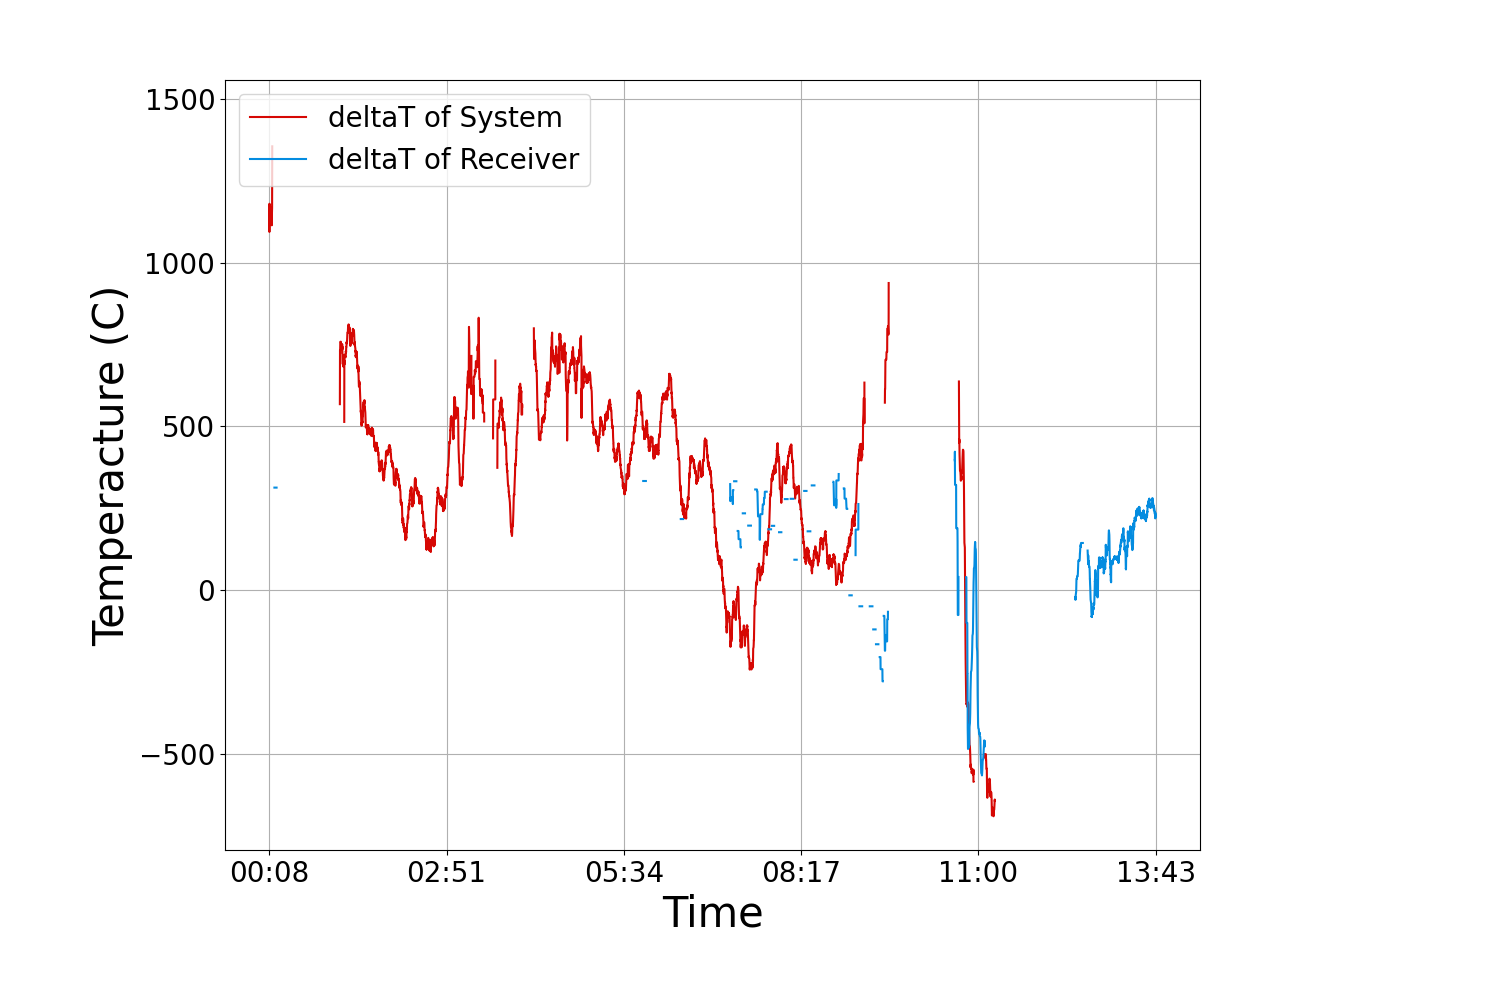 1500
deltaT of System
deltaT of Receiver
1000
500
0
−500
Temperacture (C)
00:08 02:51 05:34 08:17 11:00 13:43
Time